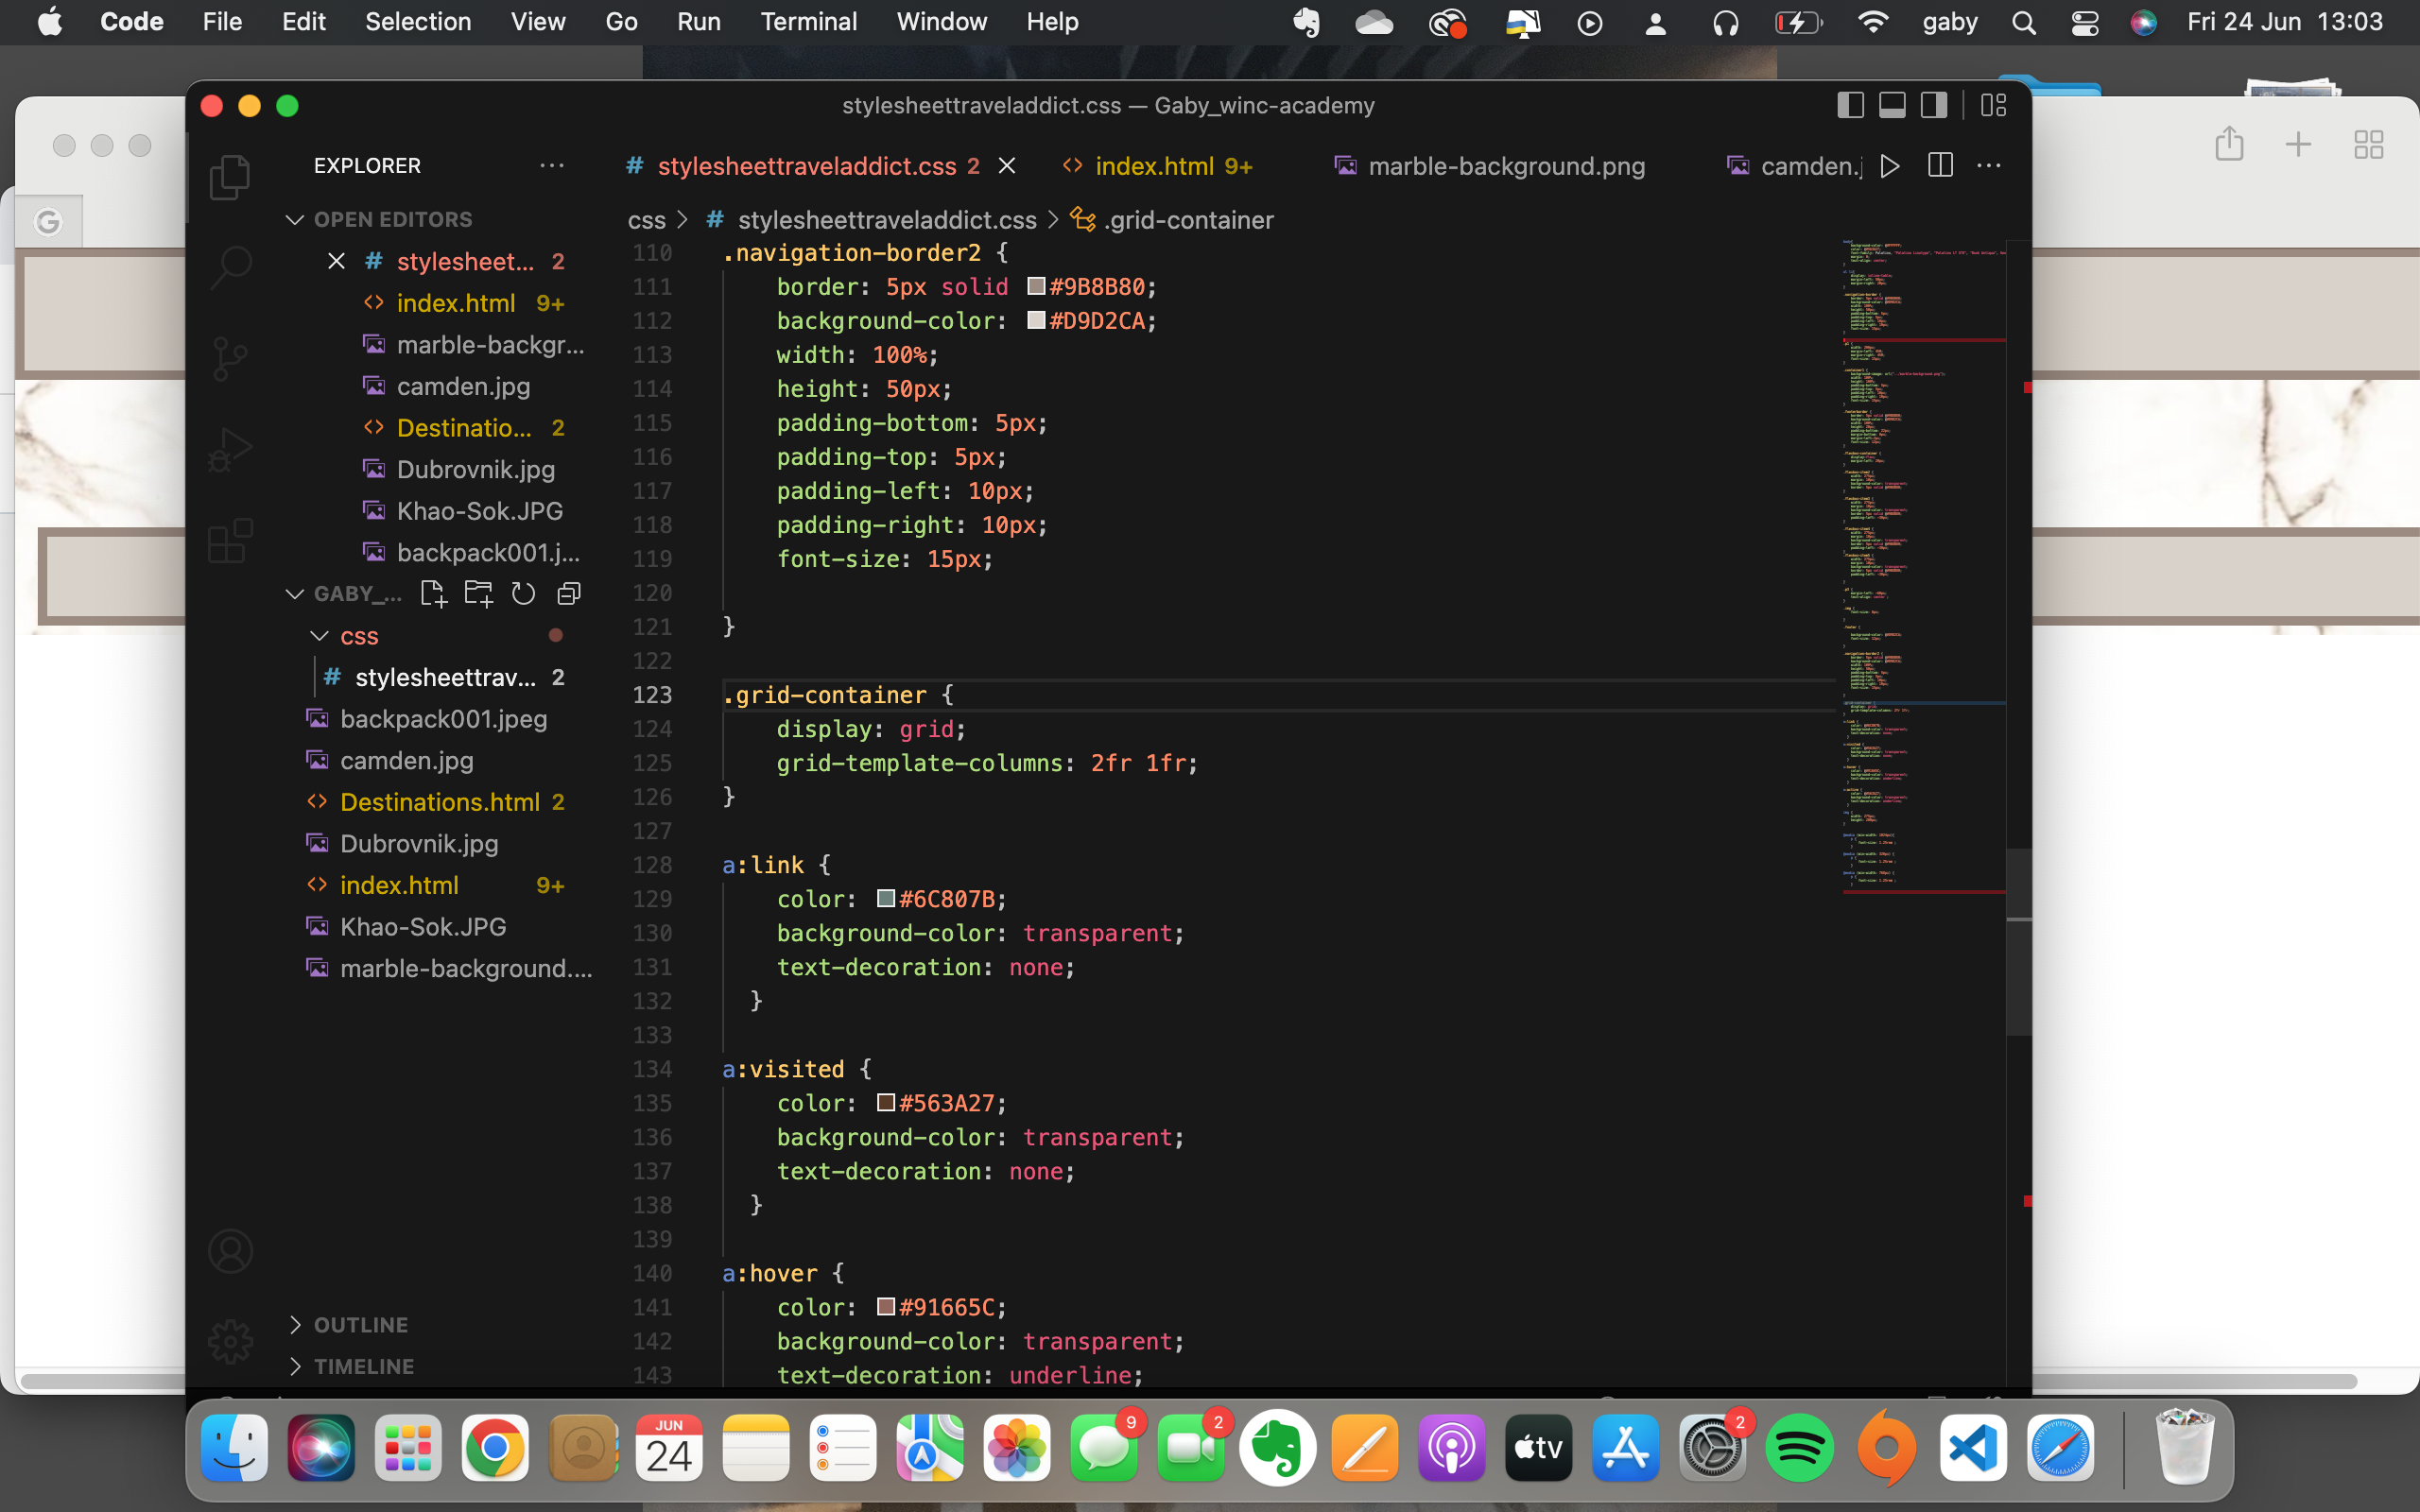 Code File Edit Selection View Go Run Terminal Window Help gaby Fri 24 Jun 13:03
stylesheettraveladdict.css — Gaby_winc-academy
EXPLORER
# stylesheettraveladdict.css 2
<> index.html 9+
marble-background.png
camden.j
OPEN EDITORS
css > # stylesheettraveladdict.css > .grid-container
# stylesheet... 2
<> index.html 9+
marble-backgr...
camden.jpg
<> Destinatio... 2
Dubrovnik.jpg
Khao-Sok.JPG
backpack001.j...
GABY_...
css
# stylesheettrav... 2
backpack001.jpeg
camden.jpg
<> Destinations.html 2
Dubrovnik.jpg
<> index.html 9+
Khao-Sok.JPG
marble-background....
OUTLINE
TIMELINE
110 .navigation-border2 {
111 border: 5px solid #9B8B80;
112 background-color: #D9D2CA;
113 width: 100%;
114 height: 50px;
115 padding-bottom: 5px;
116 padding-top: 5px;
117 padding-left: 10px;
118 padding-right: 10px;
119 font-size: 15px;
120
121 }
122
123 .grid-container {
124 display: grid;
125 grid-template-columns: 2fr 1fr;
126 }
127
128 a:link {
129 color: #6C807B;
130 background-color: transparent;
131 text-decoration: none;
132 }
133
134 a:visited {
135 color: #563A27;
136 background-color: transparent;
137 text-decoration: none;
138 }
139
140 a:hover {
141 color: #91665C;
142 background-color: transparent;
143 text-decoration: underline;
G
JUN
24
9
2
tv
2